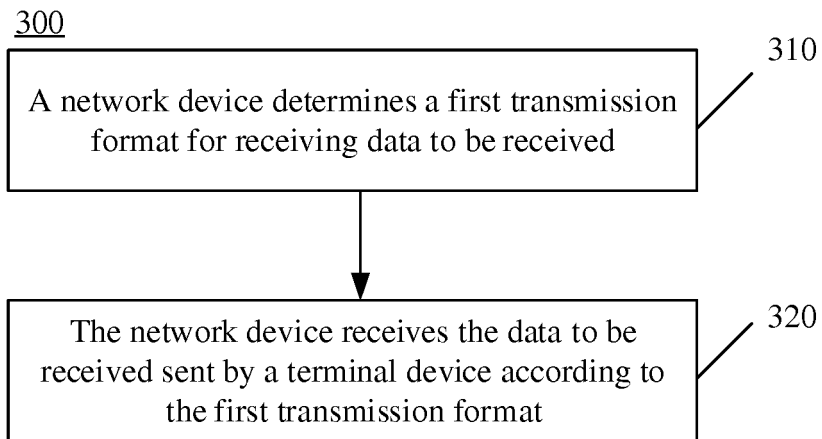 300
310
A network device determines a first transmission
format for receiving data to be received
320
The network device receives the data to be
received sent by a terminal device according to
the first transmission format